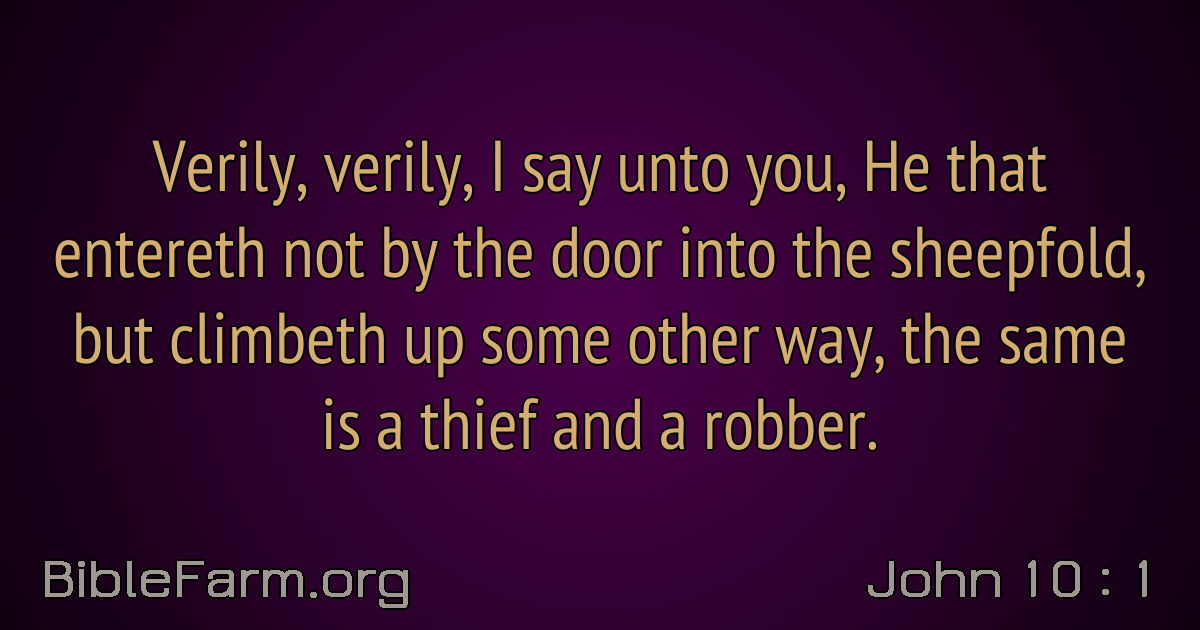 Verily, verily, I say unto you, He that
entereth not by the door into the sheepfold,
but climbeth up some other way, the same
is a thief and a robber.
BibleFarm.org
John 10 : 1